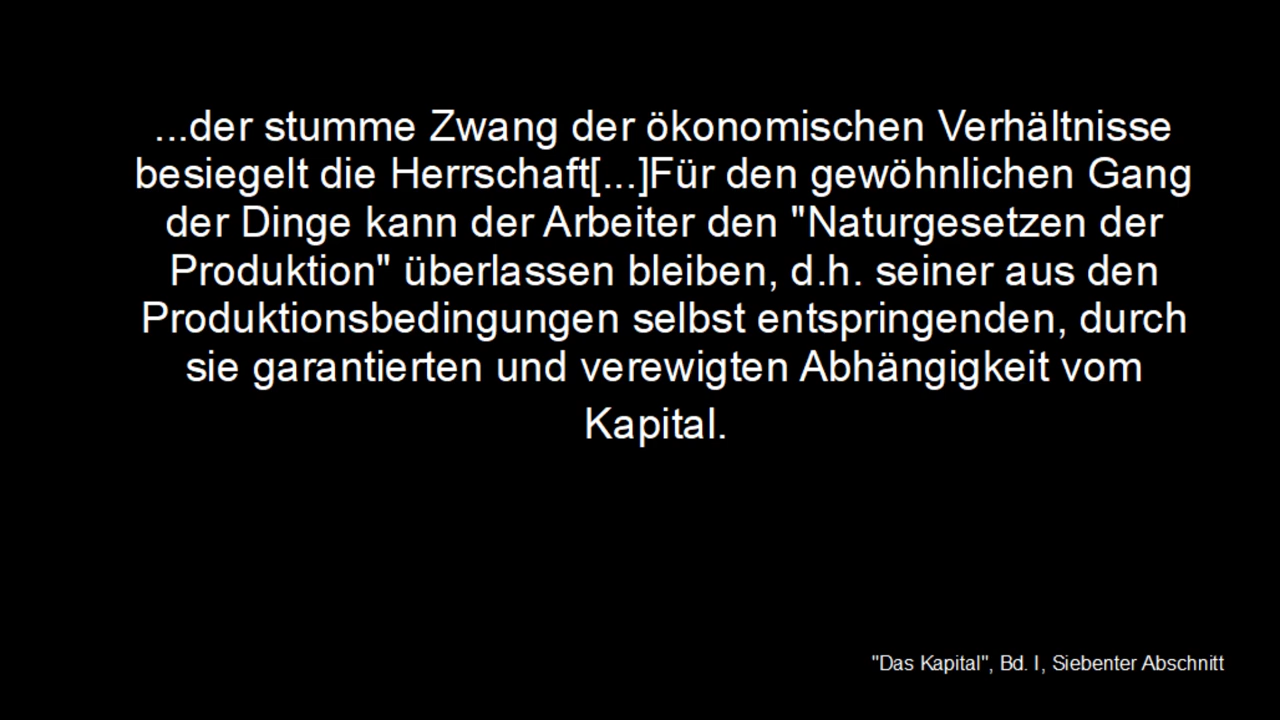 ...der stumme Zwang der ökonomischen Verhältnisse
besiegelt die Herrschaft[...]Für den gewöhnlichen Gang
der Dinge kann der Arbeiter den "Naturgesetzen der
Produktion" überlassen bleiben, d.h. seiner aus den
Produktionsbedingungen selbst entspringenden, durch
sie garantierten und verewigten Abhängigkeit vom
Kapital.
"Das Kapital", Bd. I, Siebenter Abschnitt